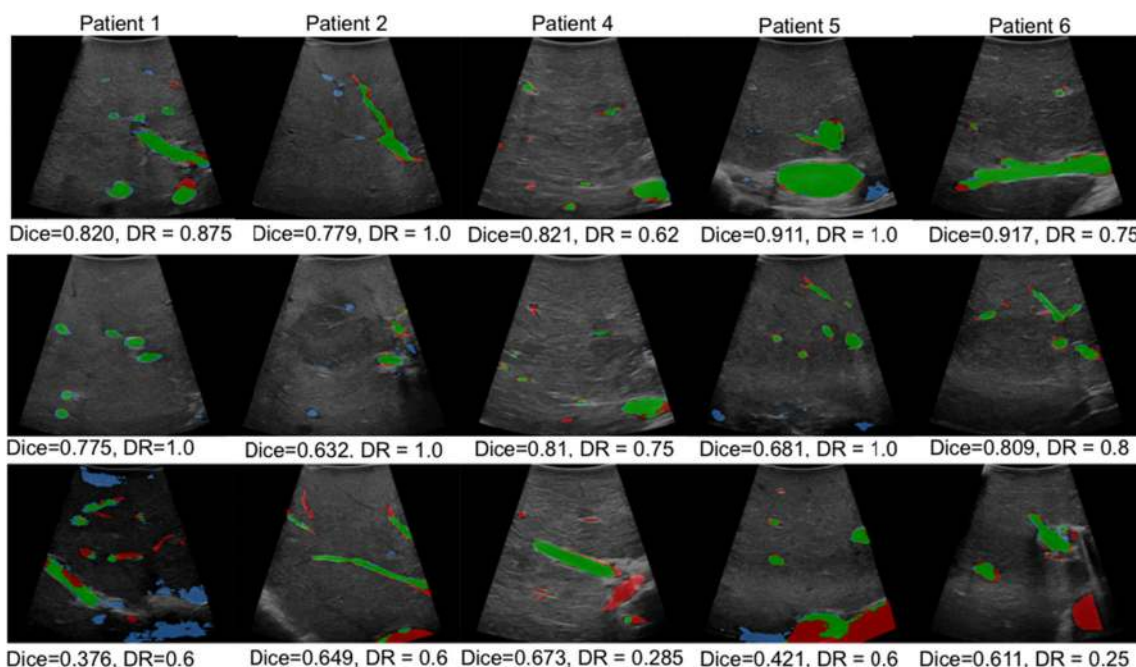 Patient 1 Patient 2 Patient 4 Patient 5 Patient 6
Dice=0.820, DR = 0.875 Dice=0.779, DR = 1.0 Dice=0.821, DR = 0.62 Dice=0.911, DR = 1.0 Dice=0.917, DR = 0.75
Dice=0.775, DR=1.0 Dice=0.632, DR = 1.0 Dice=0.81, DR = 0.75 Dice=0.681, DR = 1.0 Dice=0.809, DR = 0.8
Dice=0.376, DR=0.6 Dice=0.649, DR = 0.6 Dice=0.673, DR = 0.285 Dice=0.421, DR = 0.6 Dice=0.611, DR = 0.25